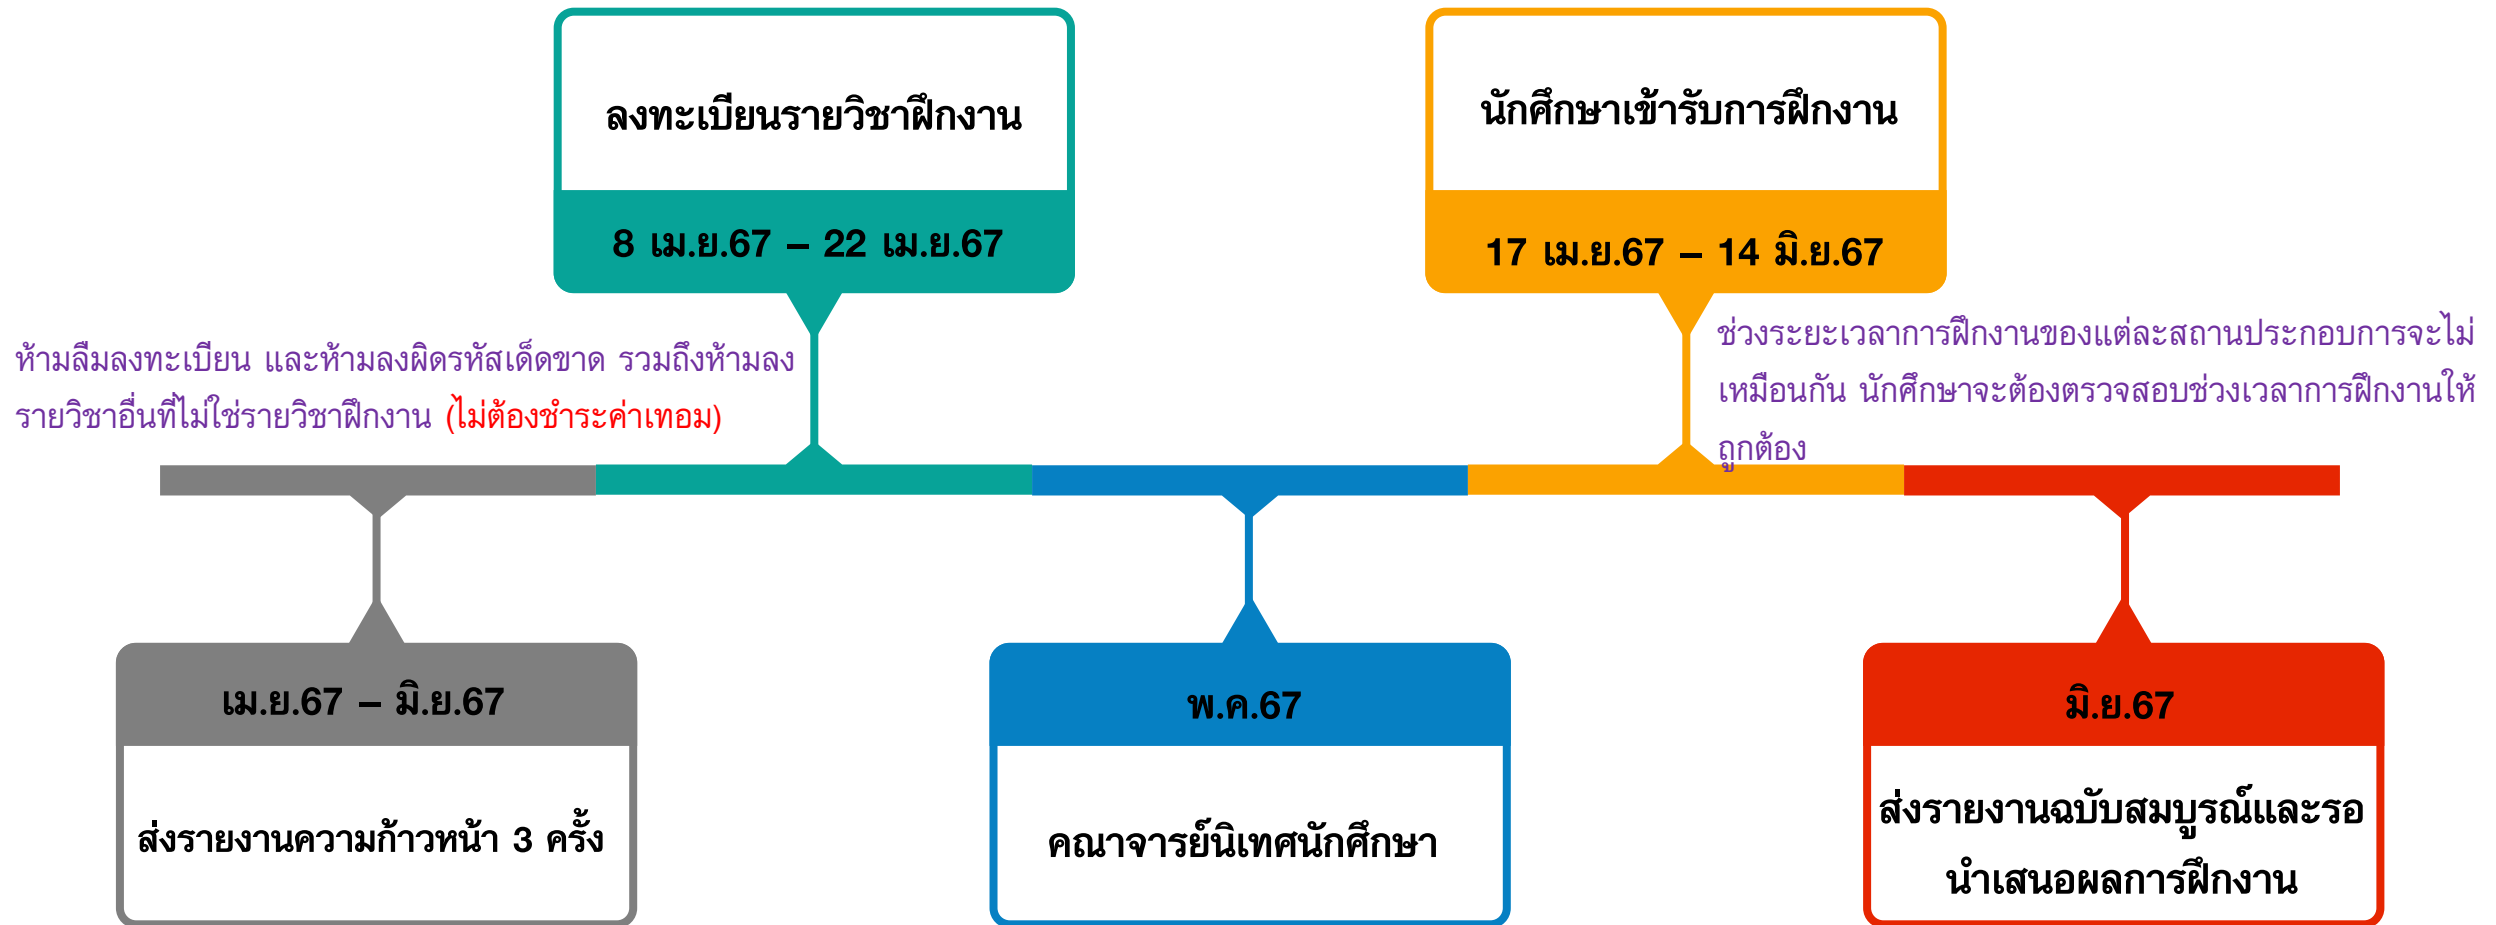 ลงทะเบียนรายวิชาฝึกงาน
8 เม.ย.67 – 22 เม.ย.67
นักศึกษาเข้ารับการฝึกงาน
17 เม.ย.67 – 14 มิ.ย.67
ห้ามลืมลงทะเบียน และห้ามลงผิดรหัสเด็ดขาด รวมถึงห้ามลง
รายวิชาอื่นที่ไม่ใช่รายวิชาฝึกงาน (ไม่ต้องชำระค่าเทอม)
ช่วงระยะเวลาการฝึกงานของแต่ละสถานประกอบการจะไม่
เหมือนกัน นักศึกษาจะต้องตรวจสอบช่วงเวลาการฝึกงานให้
ถูกต้อง
เม.ย.67 – มิ.ย.67
ส่งรายงานความก้าวหน้า 3 ครั้ง
พ.ค.67
คณาจารย์นิเทศนักศึกษา
มิ.ย.67
ส่งรายงานฉบับสมบูรณ์และรอ
นำเสนอผลการฝึกงาน